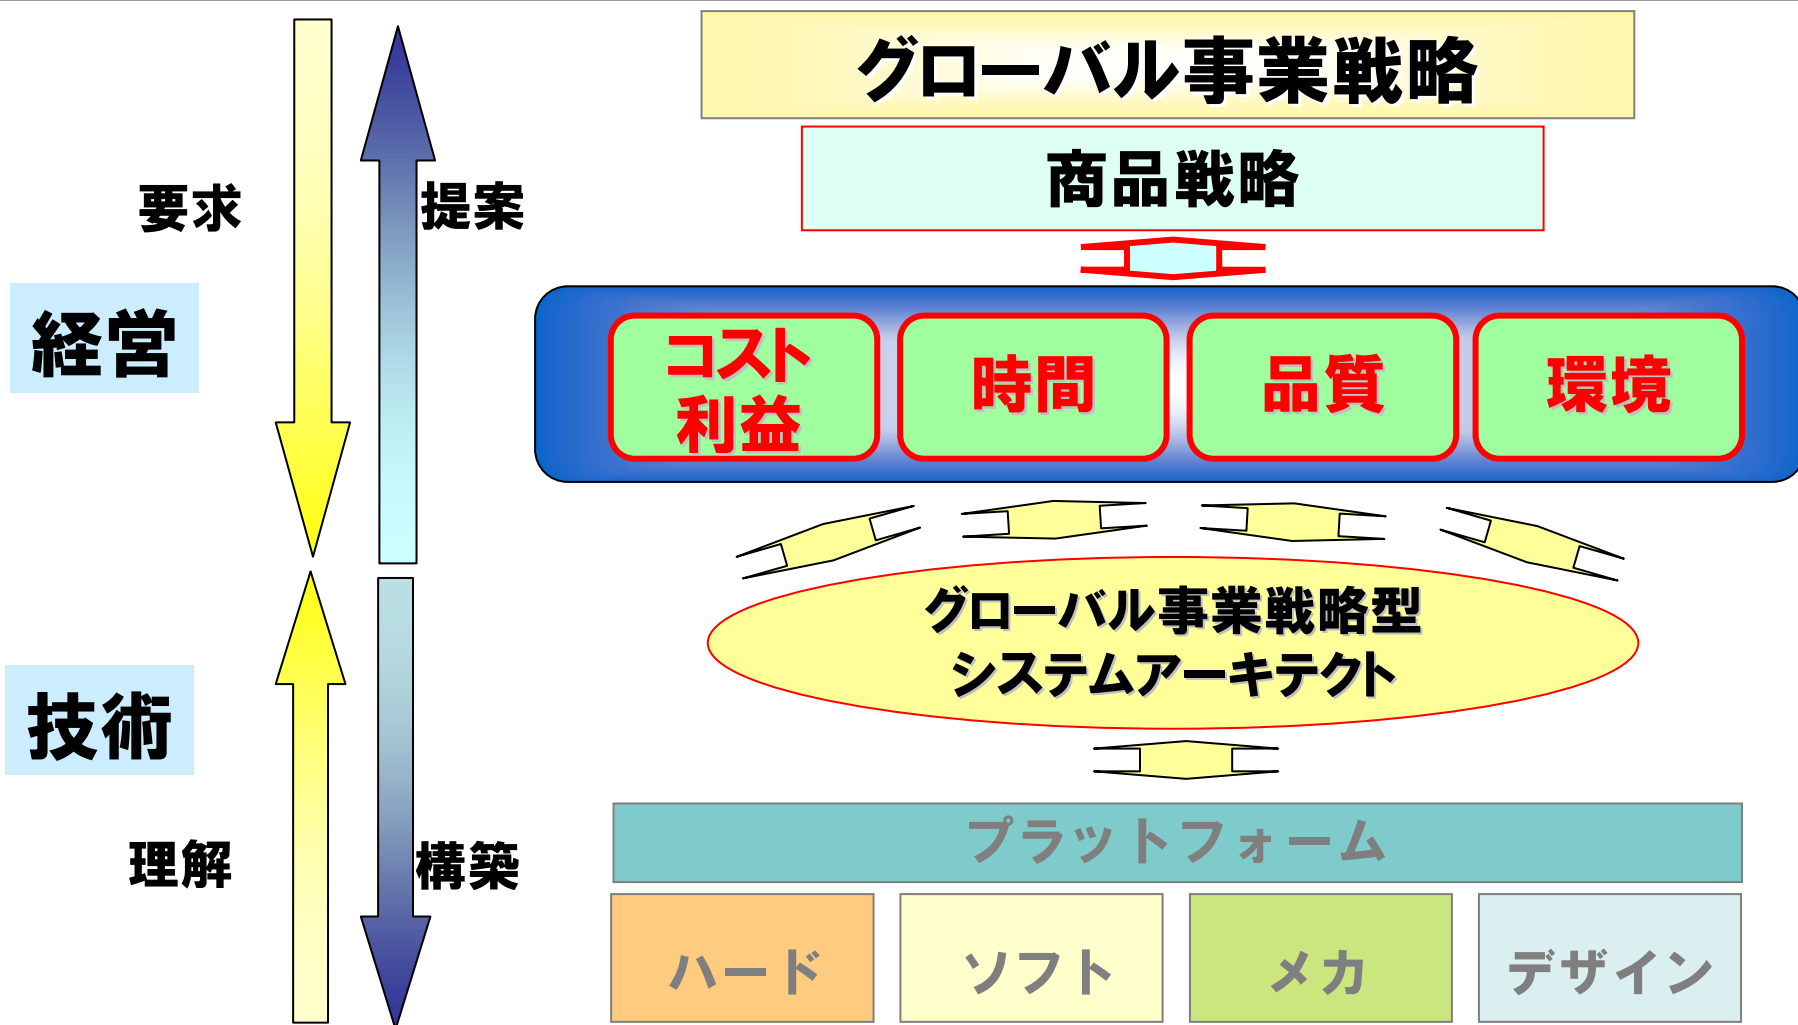 グローバル事業戦略
商品戦略
要求
提案
経営
コスト
利益
時間
品質
環境
グローバル事業戦略型
システムアーキテクト
技術
理解
構築
プラットフォーム
ハード
ソフト
メカ
デザイン